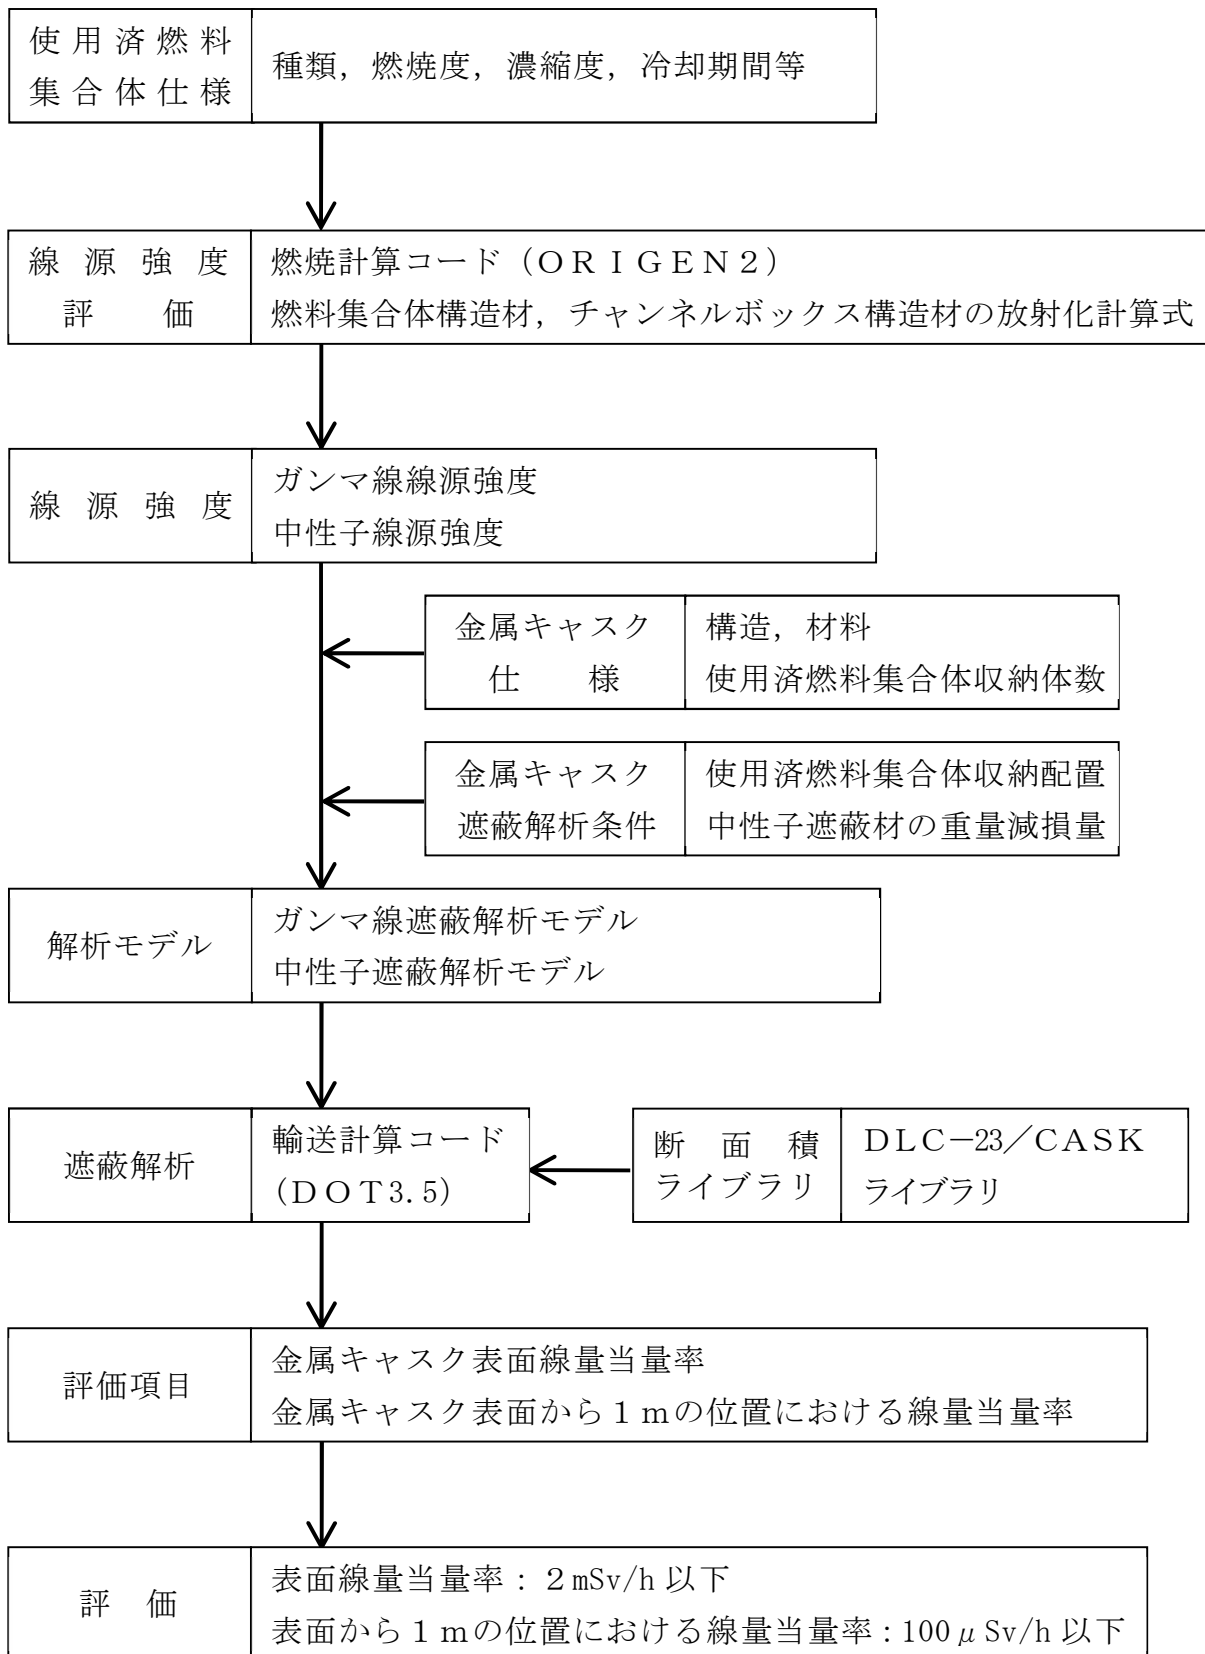 使用済燃料
集合体仕様
種類，燃焼度，濃縮度，冷却期間等
線源強度
評価
燃焼計算コード（ＯＲＩＧＥＮ２）
燃料集合体構造材，チャンネルボックス構造材の放射化計算式
線源強度
ガンマ線線源強度
中性子線源強度
金属キャスク
仕様
構造，材料
使用済燃料集合体収納体数
金属キャスク
遮蔽解析条件
使用済燃料集合体収納配置
中性子遮蔽材の重量減損量
解析モデル
ガンマ線遮蔽解析モデル
中性子遮蔽解析モデル
遮蔽解析
輸送計算コード
(ＤＯＴ3.5)
断面積
ライブラリ
ＤＬＣ−23／ＣＡＳＫ
ライブラリ
評価項目
金属キャスク表面線量当量率
金属キャスク表面から１ｍの位置における線量当量率
評価
表面線量当量率：２mSv/h 以下
表面から１ｍの位置における線量当量率：100μSv/h 以下